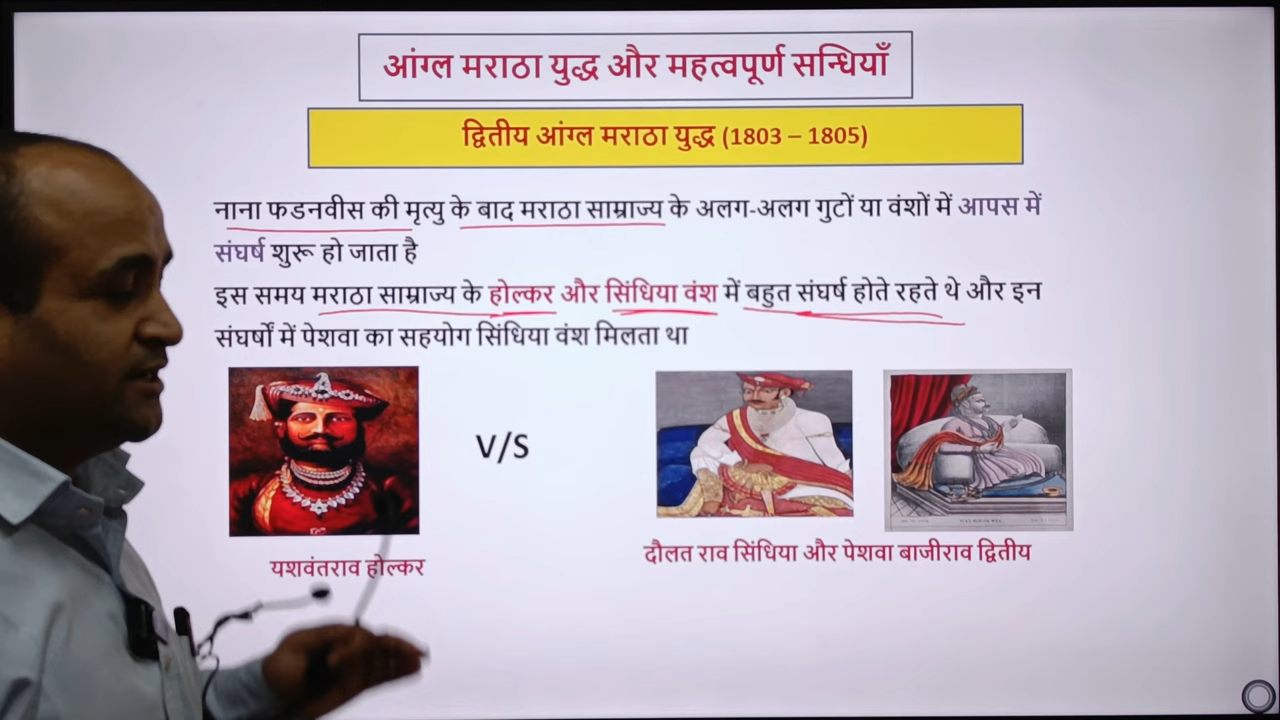 आंग्ल मराठा युद्ध और महत्वपूर्ण सन्धियाँ
द्वितीय आंग्ल मराठा युद्ध (1803 – 1805)
नाना फडनवीस की मृत्यु के बाद मराठा साम्राज्य के अलग-अलग गुटों या वंशों में आपस में
संघर्ष शुरू हो जाता है
इस समय मराठा साम्राज्य के होल्कर और सिंधिया वंश में बहुत संघर्ष होते रहते थे और इन
संघर्षों में पेशवा का सहयोग सिंधिया वंश मिलता था
V/S
यशवंतराव होल्कर
दौलत राव सिंधिया और पेशवा बाजीराव द्वितीय